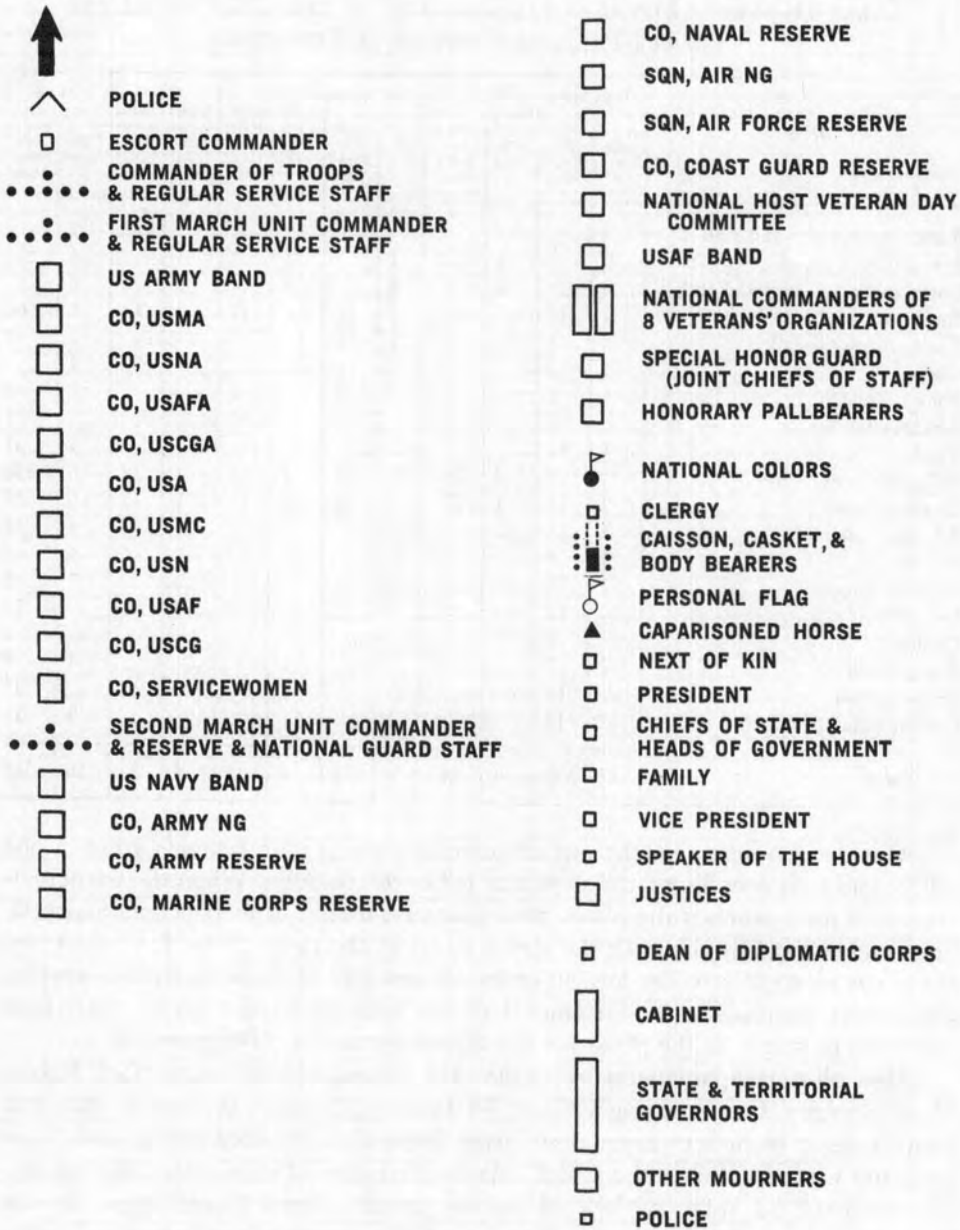 POLICE
ESCORT COMMANDER
COMMANDER OF TROOPS
& REGULAR SERVICE STAFF
FIRST MARCH UNIT COMMANDER
& REGULAR SERVICE STAFF
US ARMY BAND
CO, USMA
CO, USNA
CO, USAFA
CO, USCGA
CO, USA
CO, USMC
CO, USN
CO, USAF
CO, USCG
CO, SERVICEWOMEN
SECOND MARCH UNIT COMMANDER
& RESERVE & NATIONAL GUARD STAFF
US NAVY BAND
CO, ARMY NG
CO, ARMY RESERVE
CO, MARINE CORPS RESERVE
CO, NAVAL RESERVE
SQN, AIR NG
SQN, AIR FORCE RESERVE
CO, COAST GUARD RESERVE
NATIONAL HOST VETERAN DAY
COMMITTEE
USAF BAND
NATIONAL COMMANDERS OF
8 VETERANS' ORGANIZATIONS
SPECIAL HONOR GUARD
(JOINT CHIEFS OF STAFF)
HONORARY PALLBEARERS
NATIONAL COLORS
CLERGY
CAISSON, CASKET, &
BODY BEARERS
PERSONAL FLAG
CAPARISONED HORSE
NEXT OF KIN
PRESIDENT
CHIEFS OF STATE &
HEADS OF GOVERNMENT
FAMILY
VICE PRESIDENT
SPEAKER OF THE HOUSE
JUSTICES
DEAN OF DIPLOMATIC CORPS
CABINET
STATE & TERRITORIAL
GOVERNORS
OTHER MOURNERS
POLICE